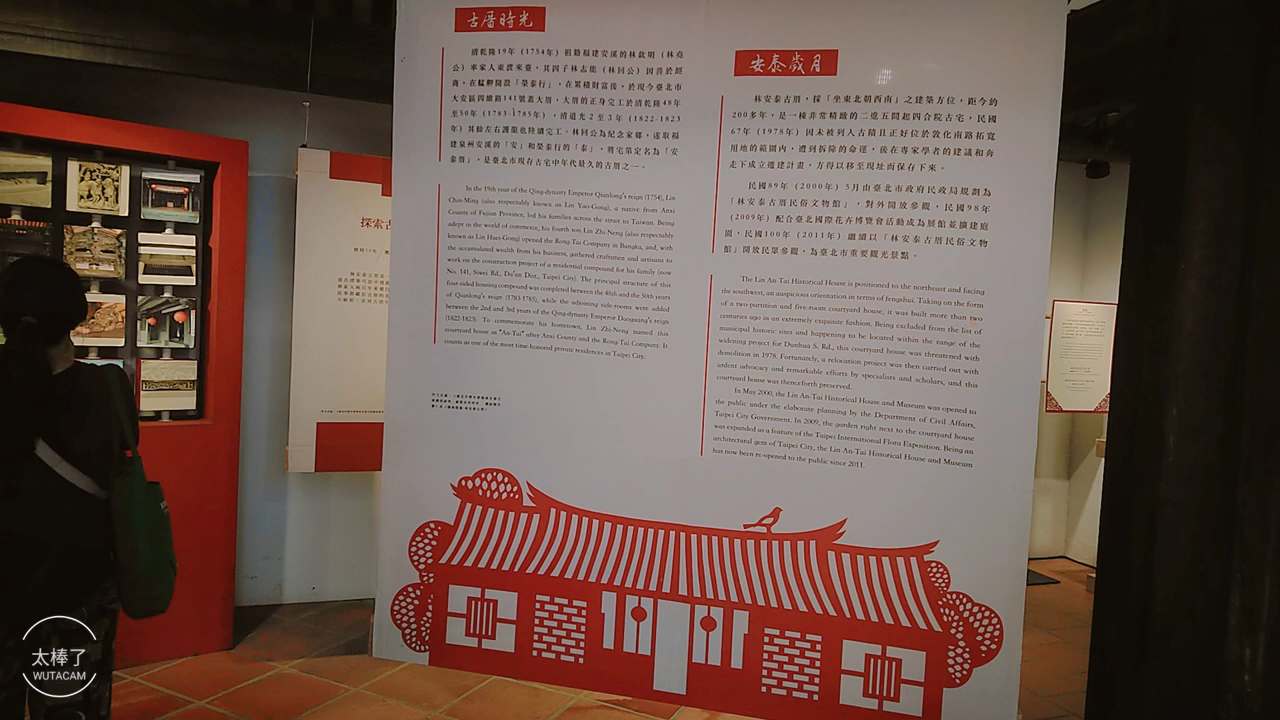 古厝時光
清乾隆19年 (1754年) 祖籍福建安溪的林欽明 (林堯
公) 率家人東渡來臺，其四子林志能 (林回公) 因善於經
商，在艋舺開設「榮泰行」，在累積財富後，於現今臺北市
大安區四維路141號蓋大厝，大厝的正身完工於清乾隆48年
至50年 (1783-1785年)，清道光2至3年 (1822-1823
年) 其餘左右護龍也陸續完工。林回公為紀念家鄉，遂取福
建泉州安溪的「安」和榮泰行的「泰」，將宅第定名為「安
泰厝」，是臺北市現存古宅中年代最久的古厝之一。
In the 19th year of the Qing-dynasty Emperor Qianlong's reign (1754), Lin
Chin-Ming (also respectably known as Lin Yao-Gong), a native from Anxi
County of Fujian Province, led his families across the strait to Taiwan. Being
adept in the world of commerce, his fourth son Lin Zhi-Neng (also respectably
known as Lin Huei-Gong) opened the Rong-Tai Company in Bangka, and, with
the accumulated wealth from his business, gathered craftsmen and artisans to
work on the construction project of a residential compound for his family (now
No. 141, Siwei Rd., Da'an Dist., Taipei City). The principal structure of this
four-sided housing compound was completed between the 48th and the 50th years
of Qianlong's reign (1783-1785), while the adjoining side-rooms were added
between the 2nd and 3rd years of the Qing-dynasty Emperor Daoguang's reign
(1822-1823). To commemorate his hometown, Lin Zhi-Neng named this
courtyard house as "An-Tai" after Anxi County and the Rong-Tai Company. It
counts as one of the most time-honored private residences in Taipei City.
安泰歲月
林安泰古厝，採「坐東北朝西南」之建築方位，距今約
200多年，是一棟非常精緻的二進五開間起四合院古宅，民國
67年 (1978年) 因未被列入古蹟且正好位於敦化南路拓寬
用地的範圍內，遭到拆除的命運，後在專家學者的建議和奔
走下成立遷建計畫，方得以移至現址而保存下來。
民國89年 (2000年) 5月由臺北市政府民政局規劃為
「林安泰古厝民俗文物館」，對外開放參觀，民國98年
(2009年) 配合臺北國際花卉博覽會活動成為展館並擴建庭
園，民國100年 (2011年) 繼續以「林安泰古厝民俗文物
館」開放民眾參觀，為臺北市重要觀光景點。
The Lin An-Tai Historical House is positioned to the northeast and facing
the southwest, an auspicious orientation in terms of fengshui. Taking on the form
of a two-partition and five-room courtyard house, it was built more than two
centuries ago in an extremely exquisite fashion. Being excluded from the list of
municipal historic sites and happening to be located within the range of the
widening project for Dunhua S. Rd., this courtyard house was threatened with
demolition in 1978. Fortunately, a relocation project was then carried out with
ardent advocacy and remarkable efforts by specialists and scholars, and this
courtyard house was thenceforth preserved.
In May 2000, the Lin An-Tai Historical House and Museum was opened to
the public under the elaborate planning by the Department of Civil Affairs,
Taipei City Government. In 2009, the garden right next to the courtyard house
was expanded as a feature of the Taipei International Flora Exposition. Being an
architectural gem of Taipei City, the Lin An-Tai Historical House and Museum
has now been re-opened to the public since 2011.
探索古
太棒了
WUTACAM